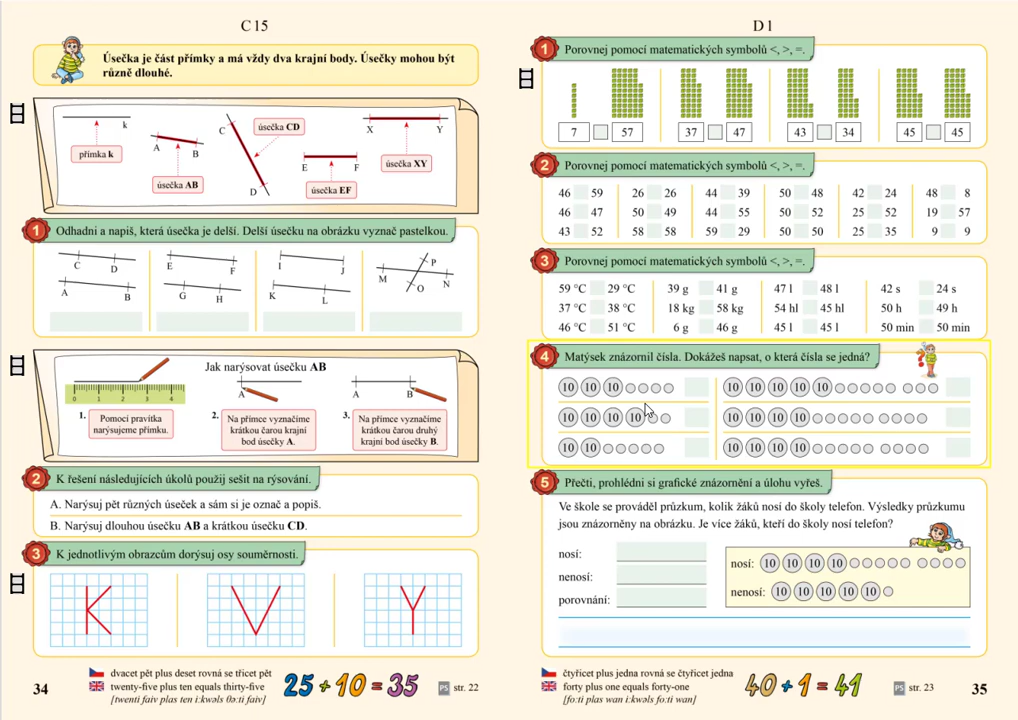 C 15
Úsečka je část přímky a má vždy dva krajní body. Úsečky mohou být
různě dlouhé.
k
přímka k
A
B
úsečka AB
C
D
úsečka CD
E
F
úsečka EF
X
Y
úsečka XY
1 Odhadni a napiš, která úsečka je delší. Delší úsečku na obrázku vyznač pastelkou.
C D
A B
E F
G H
I J
K L
P
M N
O
Jak narýsovat úsečku AB
0 1 2 3 4
A
A B
1. Pomocí pravítka
narýsujeme přímku.
2. Na přímce vyznačíme
krátkou čarou krajní
bod úsečky A.
3. Na přímce vyznačíme
krátkou čarou druhý
krajní bod úsečky B.
2 K řešení následujících úkolů použij sešit na rýsování.
A. Narýsuj pět různých úseček a sám si je označ a popiš.
B. Narýsuj dlouhou úsečku AB a krátkou úsečku CD.
3 K jednotlivým obrazcům dorýsuj osy souměrnosti.
K V Y
34
dvacet pět plus deset rovná se třicet pět
twenty-five plus ten equals thirty-five
[twenti faiv plas ten i:kwəls θə:ti faiv]
25 + 10 = 35
PS str. 22
D 1
1 Porovnej pomocí matematických symbolů <, >, =.
7 57 37 47 43 34 45 45
2 Porovnej pomocí matematických symbolů <, >, =.
46 59 26 26 44 39 50 48 42 24 48 8
46 47 50 49 44 55 50 52 25 52 19 57
43 52 58 58 59 29 50 50 25 35 9 9
3 Porovnej pomocí matematických symbolů <, >, =.
59 °C 29 °C 39 g 41 g 47 l 48 l 42 s 24 s
37 °C 38 °C 18 kg 58 kg 54 hl 45 hl 50 h 49 h
46 °C 51 °C 6 g 46 g 45 l 45 l 50 min 50 min
4 Matýsek znázornil čísla. Dokážeš napsat, o která čísla se jedná?
10 10 10 10 10 10 10 10
10 10 10 10 10 10 10 10
10 10 10 10 10 10
5 Přečti, prohlédni si grafické znázornění a úlohu vyřeš.
Ve škole se prováděl průzkum, kolik žáků nosí do školy telefon. Výsledky průzkumu
jsou znázorněny na obrázku. Je více žáků, kteří do školy nosí telefon?
nosí:
nenosí:
porovnání:
nosí: 10 10 10 10
nenosí: 10 10 10 10 10
čtyřicet plus jedna rovná se čtyřicet jedna
forty plus one equals forty-one
[fo:ti plas wan i:kwəls fo:ti wan]
40 + 1 = 41
PS str. 23
35